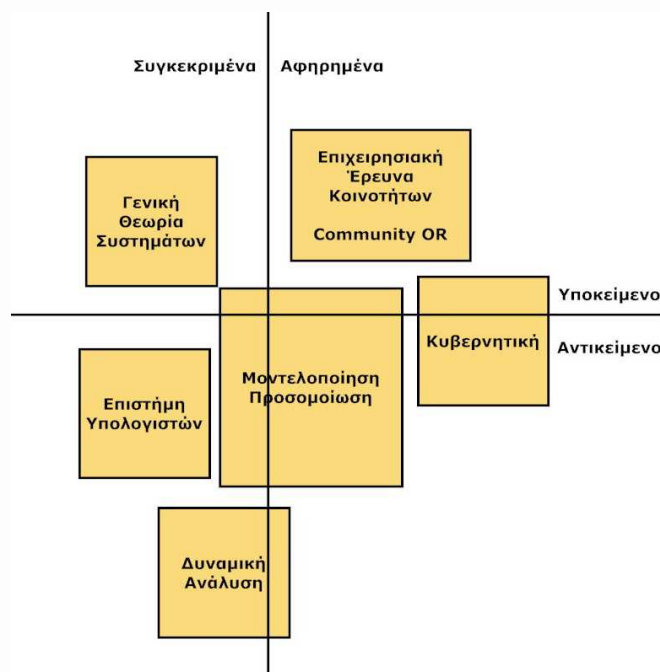 Συγκεκριμένα
Αφηρημένα
Επιχειρησιακή
Έρευνα
Κοινοτήτων
Community OR
Γενική
Θεωρία
Συστημάτων
Υποκείμενο
Κυβερνητική
Αντικείμενο
Μοντελοποίηση
Προσομοίωση
Επιστήμη
Υπολογιστών
Δυναμική
Ανάλυση